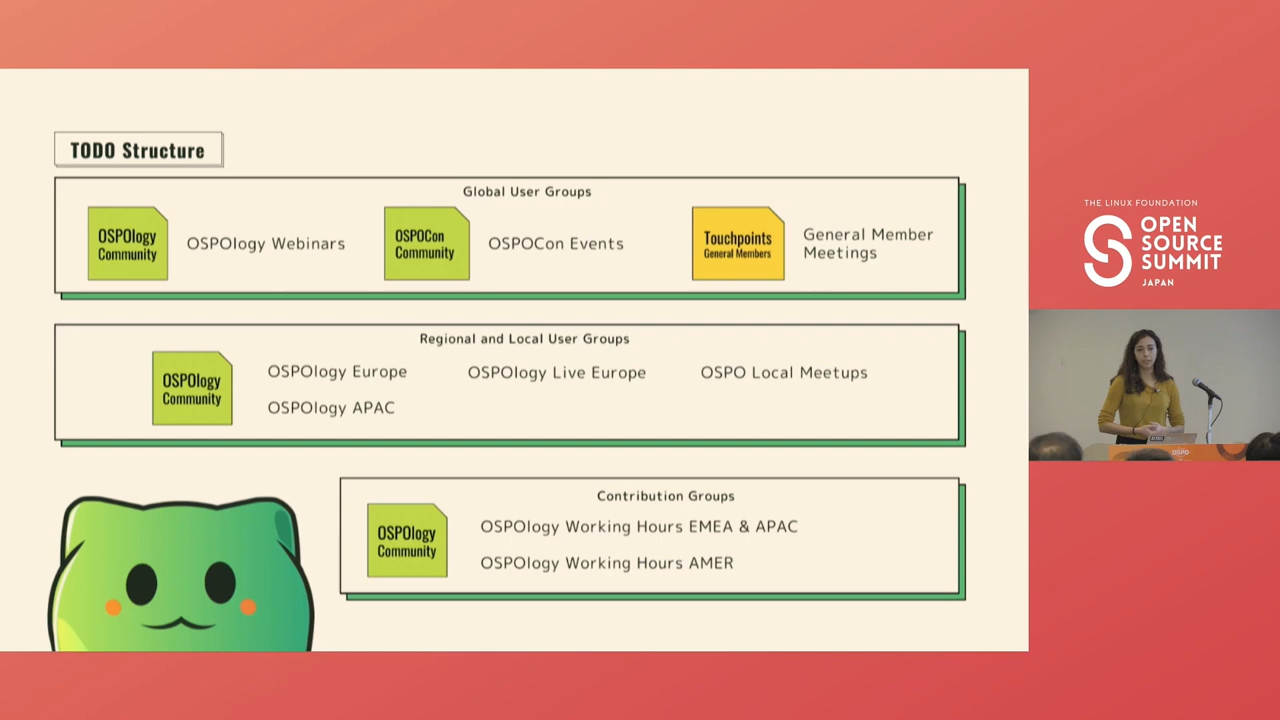 TODO Structure
Global User Groups
OSPOlogy
Community
OSPOlogy Webinars
OSPOCon
Community
OSPOCon Events
Touchpoints
General Members
General Member
Meetings
Regional and Local User Groups
OSPOlogy
Community
OSPOlogy Europe
OSPOlogy Live Europe
OSPO Local Meetups
OSPOlogy APAC
Contribution Groups
OSPOlogy
Community
OSPOlogy Working Hours EMEA & APAC
OSPOlogy Working Hours AMER
THE LINUX FOUNDATION
OPEN
SOURCE
SUMMIT
JAPAN
OSPO